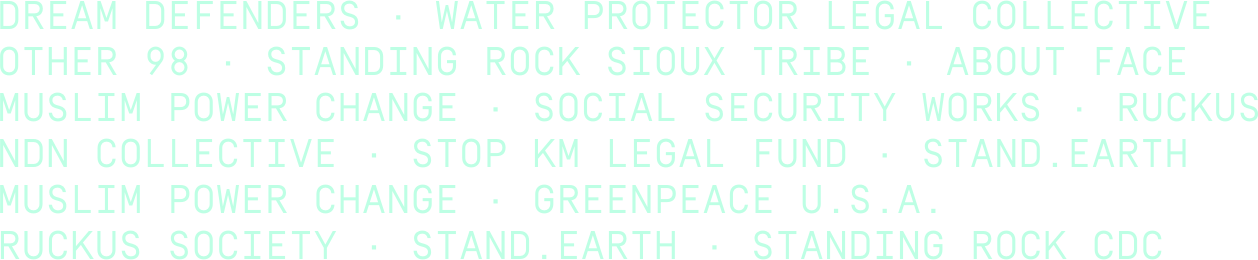 DREAM DEFENDERS · WATER PROTECTOR LEGAL COLLECTIVE
OTHER 98 · STANDING ROCK SIOUX TRIBE · ABOUT FACE
MUSLIM POWER CHANGE · SOCIAL SECURITY WORKS · RUCKUS
NDN COLLECTIVE · STOP KM LEGAL FUND · STAND.EARTH
MUSLIM POWER CHANGE · GREENPEACE U.S.A.
RUCKUS SOCIETY · STAND.EARTH · STANDING ROCK CDC